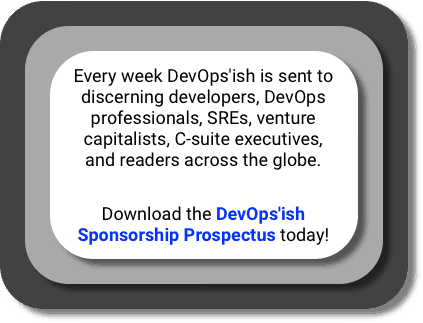 Every week DevOps'ish is sent to
discerning developers, DevOps
professionals, SREs, venture
capitalists, C-suite executives,
and readers across the globe.
Download the DevOps'ish
Sponsorship Prospectus today!